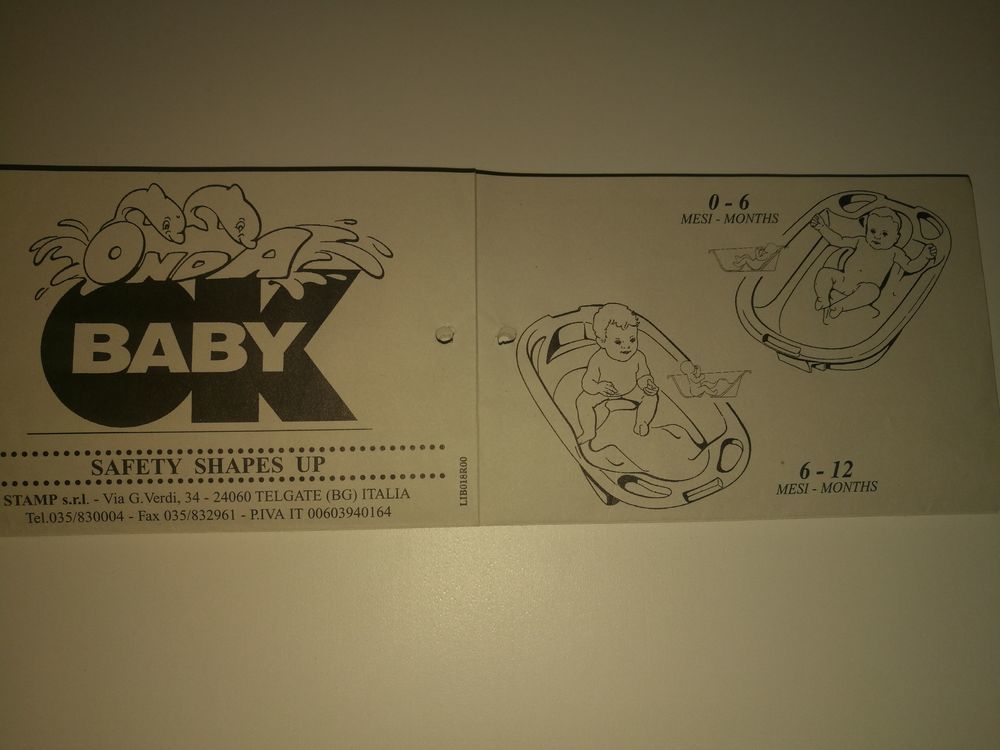 ONDA
OK
BABY
SAFETY SHAPES UP
STAMP s.r.l. - Via G.Verdi, 34 - 24060 TELGATE (BG) ITALIA
Tel.035/830004 - Fax 035/832961 - P.IVA IT 00603940164
LIB018R00
0 - 6
MESI - MONTHS
6 - 12
MESI - MONTHS